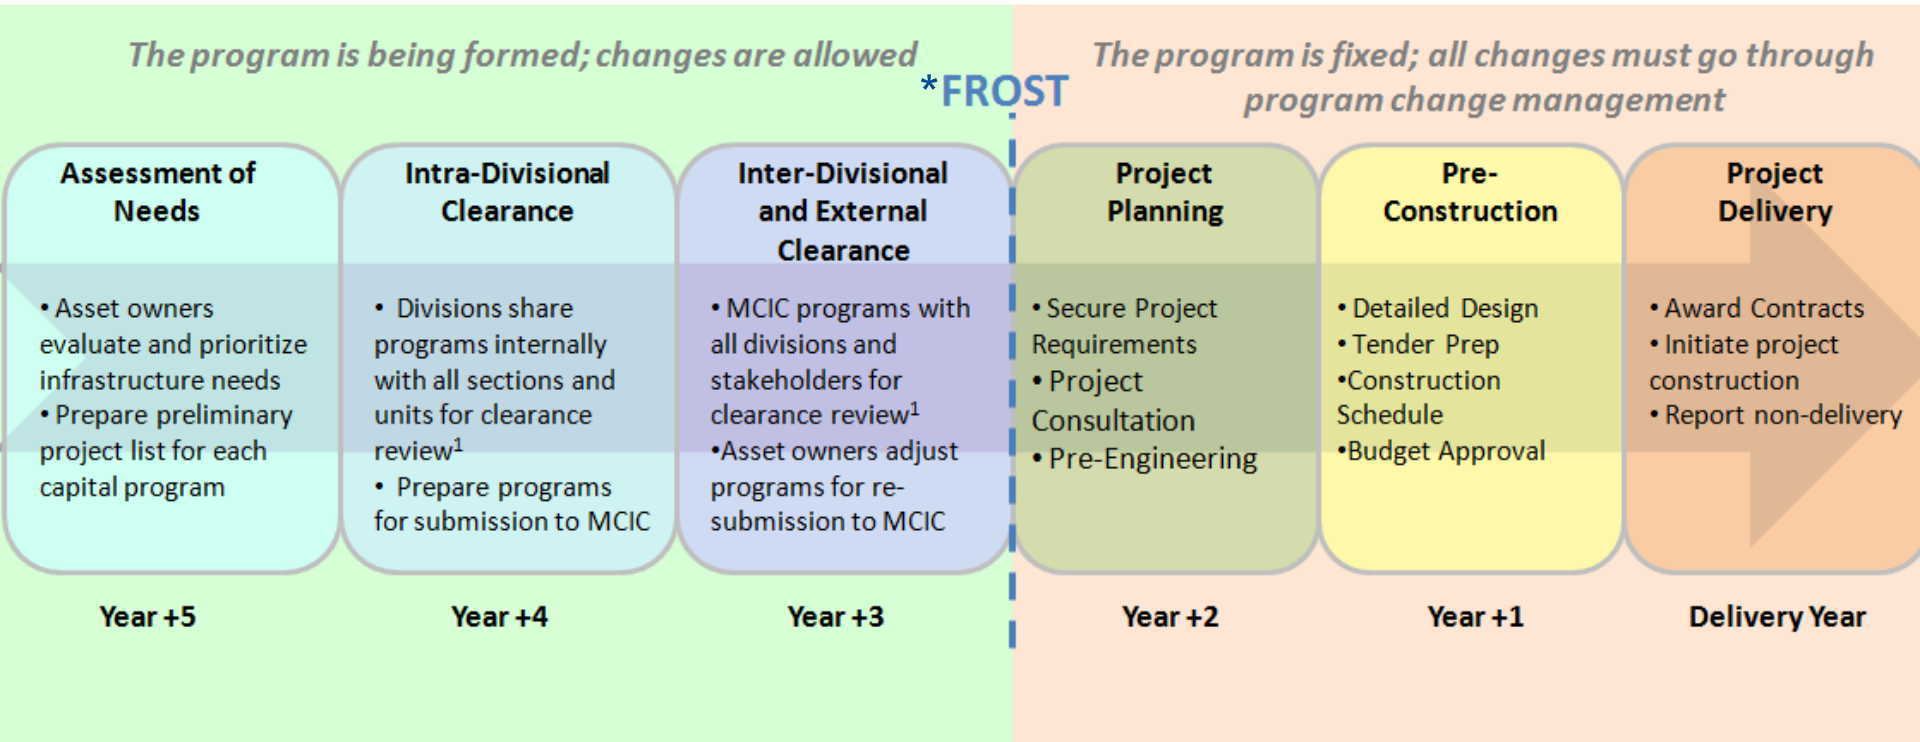 The program is being formed; changes are allowed
*FROST
The program is fixed; all changes must go through
program change management
Assessment of
Needs
• Asset owners
evaluate and prioritize
infrastructure needs
• Prepare preliminary
project list for each
capital program
Year +5
Intra-Divisional
Clearance
• Divisions share
programs internally
with all sections and
units for clearance
review¹
• Prepare programs
for submission to MCIC
Year +4
Inter-Divisional
and External
Clearance
• MCIC programs with
all divisions and
stakeholders for
clearance review¹
•Asset owners adjust
programs for re-
submission to MCIC
Year +3
Project
Planning
• Secure Project
Requirements
• Project
Consultation
• Pre-Engineering
Year +2
Pre-
Construction
• Detailed Design
• Tender Prep
•Construction
Schedule
•Budget Approval
Year +1
Project
Delivery
• Award Contracts
• Initiate project
construction
• Report non-delivery
Delivery Year